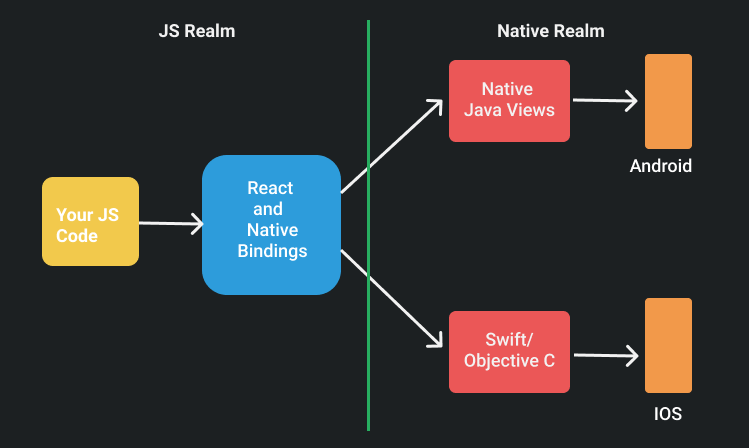 JS Realm
Native Realm
Your JS
Code
React
and
Native
Bindings
Native
Java Views
Android
Swift/
Objective C
IOS